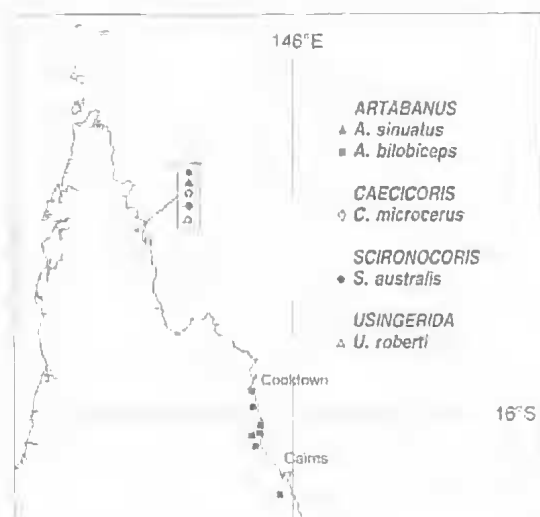 146°E
ARTABANUS
▲ A. sinuatus
■ A. bilobiceps
CAECICORIS
◇ C. microcerus
SCIRONOCORIS
● S. australis
USINGERIDA
△ U. roberti
Cooktown
16°S
Cairns